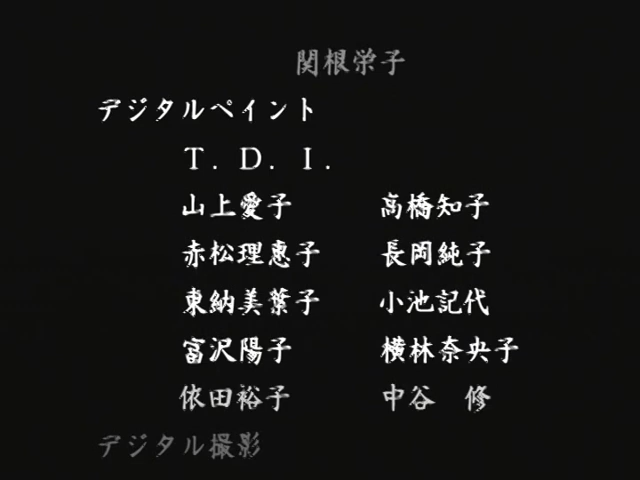 関根栄子
デジタルペイント
T．D．I．
山上愛子　高橋知子
赤松理恵子　長岡純子
東納美葉子　小池記代
富沢陽子　横林奈央子
依田裕子　中谷　修
デジタル撮影